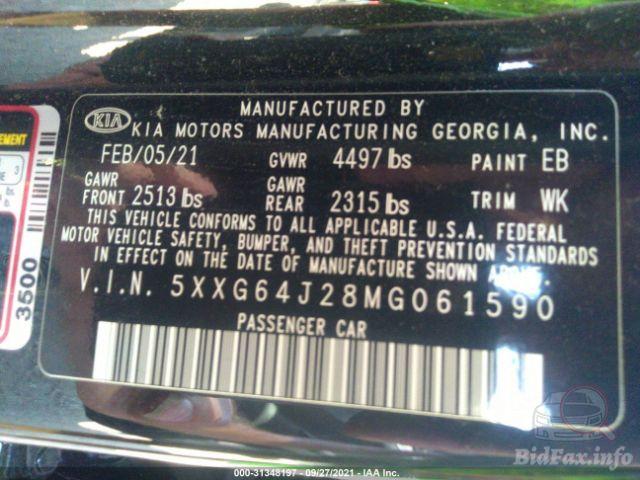 MANUFACTURED BY
KIA KIA MOTORS MANUFACTURING GEORGIA, INC.
FEB/05/21 GVWR 4497 lbs PAINT EB
GAWR FRONT 2513 lbs GAWR REAR 2315 lbs TRIM WK
THIS VEHICLE CONFORMS TO ALL APPLICABLE U.S.A. FEDERAL
MOTOR VEHICLE SAFETY, BUMPER, AND THEFT PREVENTION STANDARDS
IN EFFECT ON THE DATE OF MANUFACTURE SHOWN ABOVE.
V.I.N. 5XXG64J28MG061590
PASSENGER CAR
3500
000-31348197 - 09/27/2021 - IAA Inc.
BidFax.info